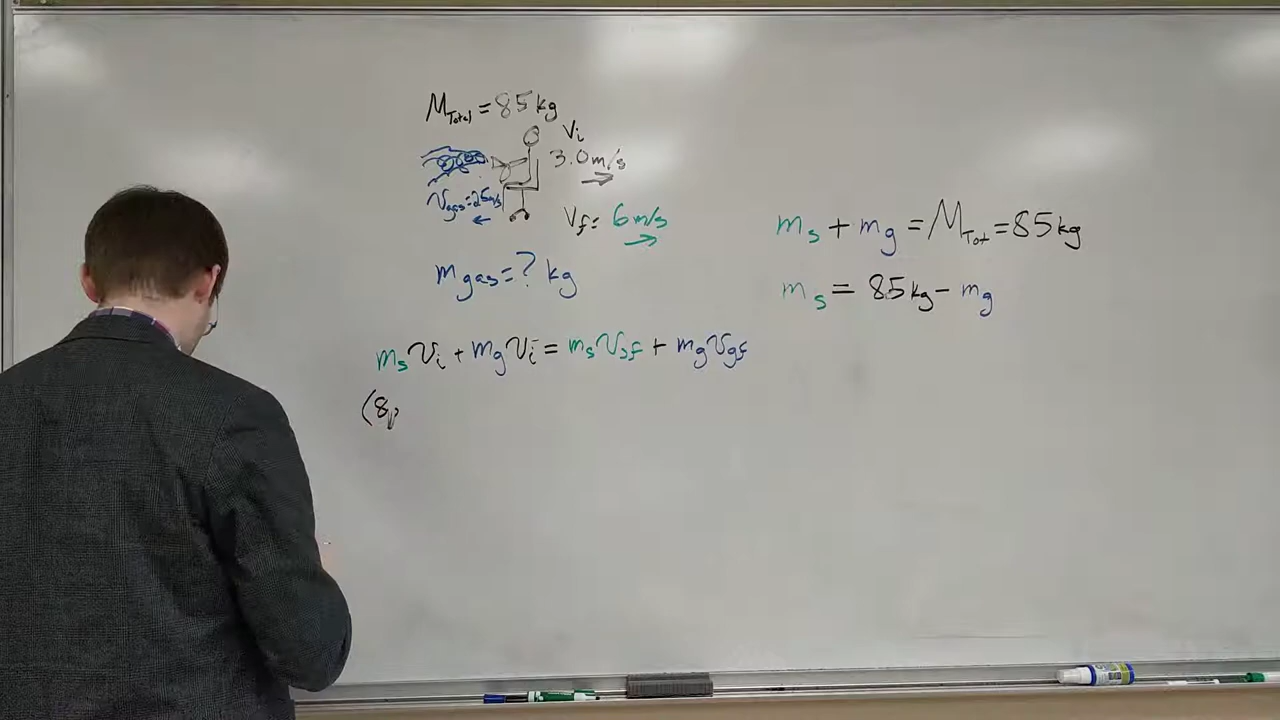 M_Total = 85 kg
V_i
3.0 m/s
V_gas = 25 m/s
V_f = 6 m/s
m_gas = ? kg
m_s v_i + m_g v_i = m_s v_sf + m_g v_gf
(8
m_s + m_g = M_Tot = 85 kg
m_s = 85 kg - m_g